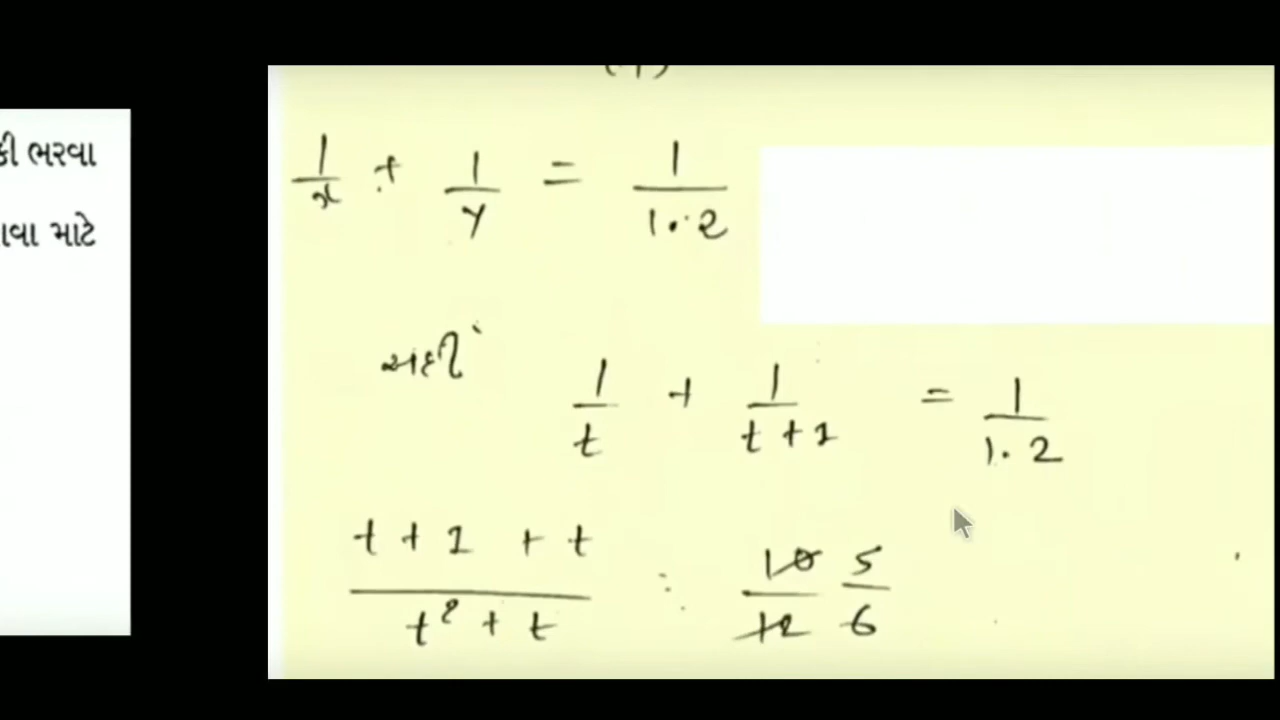 કી ભરવા
વા માટે
1/x + 1/y = 1/1.2
અહીં 1/t + 1/(t+1) = 1/1.2
(t+1+t)/(t²+t) = 10/12 5/6